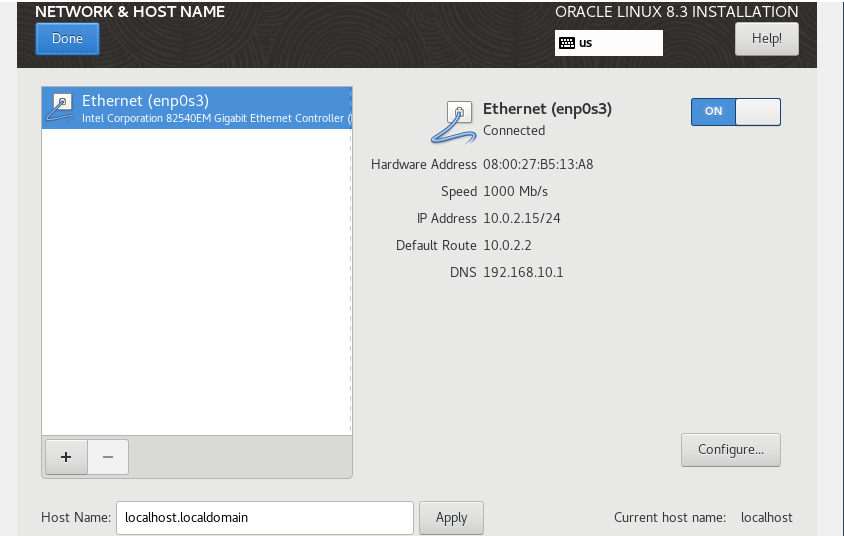 NETWORK & HOST NAME
ORACLE LINUX 8.3 INSTALLATION
Done
us
Help!
Ethernet (enp0s3)
Intel Corporation 82540EM Gigabit Ethernet Controller (
Ethernet (enp0s3)
Connected
ON
Hardware Address 08:00:27:B5:13:A8
Speed 1000 Mb/s
IP Address 10.0.2.15/24
Default Route 10.0.2.2
DNS 192.168.10.1
+ −
Configure...
Host Name: localhost.localdomain Apply Current host name: localhost